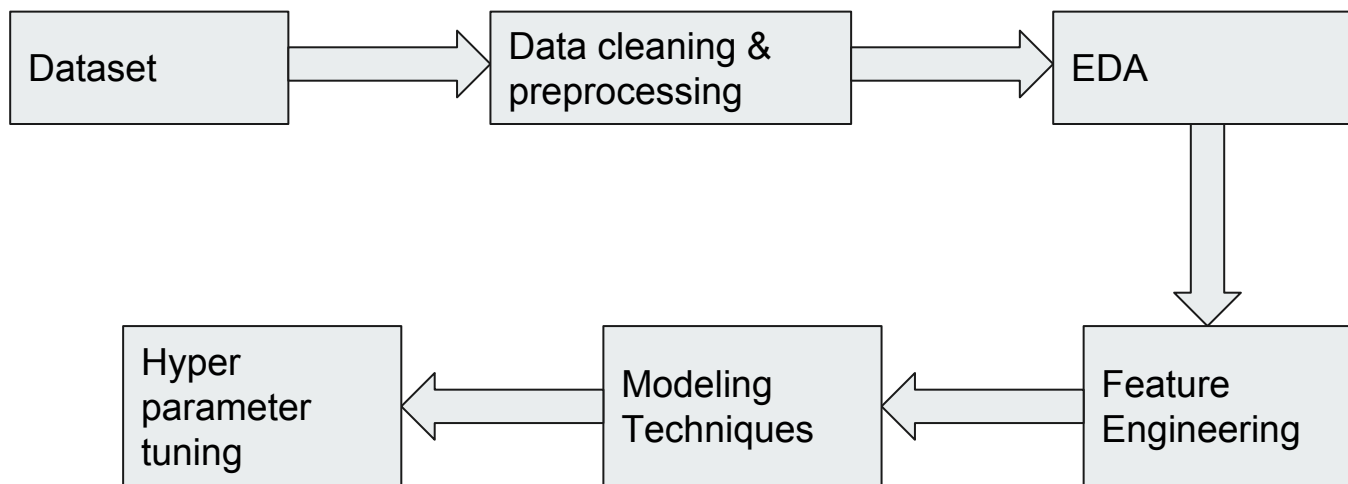 Dataset
Data cleaning &
preprocessing
EDA
Feature
Engineering
Modeling
Techniques
Hyper
parameter
tuning